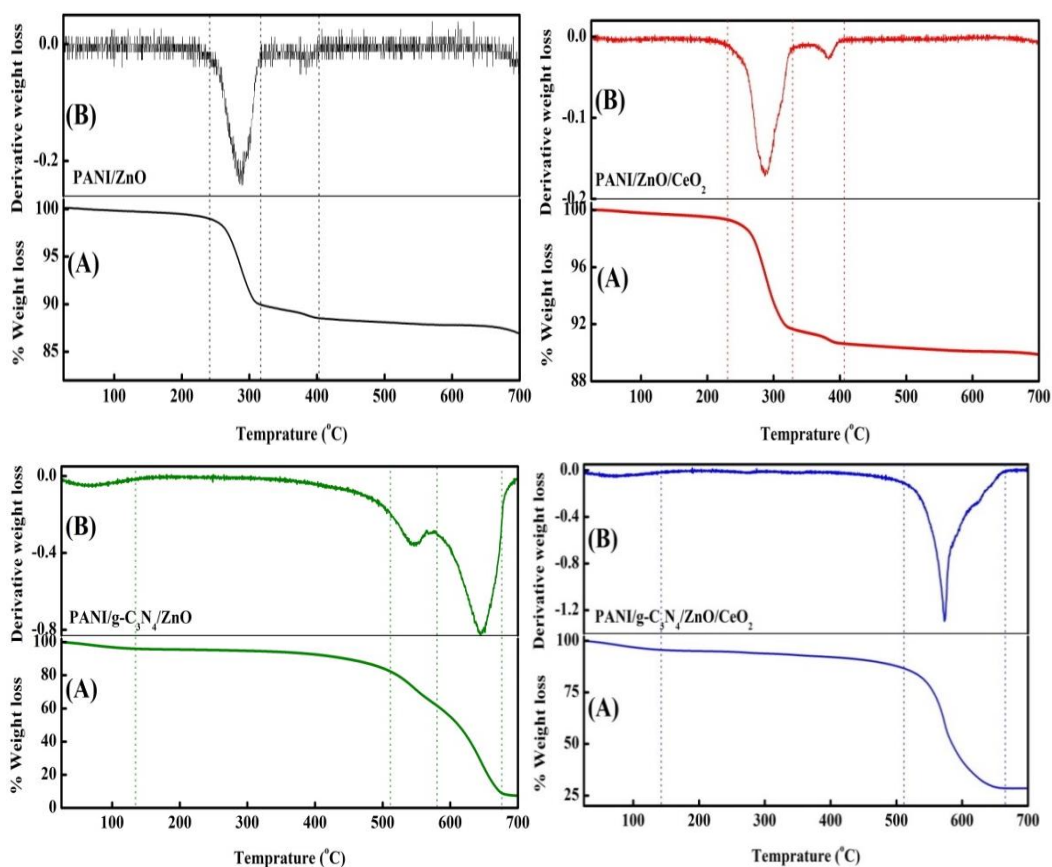 0.0
-0.2
Derivative weight loss
(B)
PANI/ZnO
100
95
90
85
% Weight loss
(A)
100 200 300 400 500 600 700
Temprature (°C)
0.0
-0.1
-0.2
Derivative weight loss
(B)
PANI/ZnO/CeO₂
100
96
92
88
% Weight loss
(A)
100 200 300 400 500 600 700
Temprature (°C)
0.0
-0.4
-0.8
Derivative weight loss
(B)
PANI/g-C₃N₄/ZnO
100
80
60
40
20
0
% Weight loss
(A)
100 200 300 400 500 600 700
Temprature (°C)
0.0
-0.4
-0.8
-1.2
Derivative weight loss
(B)
PANI/g-C₃N₄/ZnO/CeO₂
100
75
50
25
% Weight loss
(A)
100 200 300 400 500 600 700
Temprature (°C)